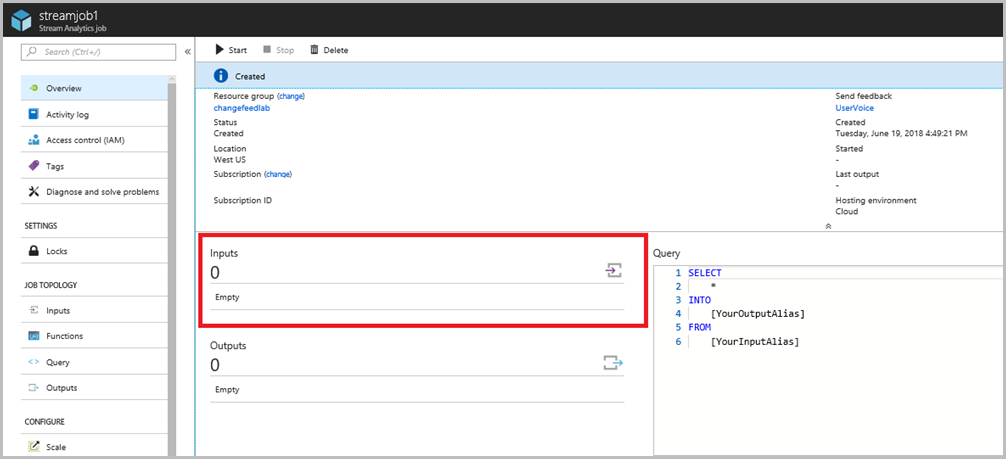 streamjob1
Stream Analytics job
Search (Ctrl+/)
«
Overview
Activity log
Access control (IAM)
Tags
Diagnose and solve problems
SETTINGS
Locks
JOB TOPOLOGY
Inputs
Functions
Query
Outputs
CONFIGURE
Scale
Start
Stop
Delete
Created
Resource group (change)
changefeedlab
Status
Created
Location
West US
Subscription (change)
Subscription ID
Send feedback
UserVoice
Created
Tuesday, June 19, 2018 4:49:21 PM
Started
-
Last output
-
Hosting environment
Cloud
Inputs
0
Empty
Outputs
0
Empty
Query
1 SELECT
2 *
3 INTO
4 [YourOutputAlias]
5 FROM
6 [YourInputAlias]